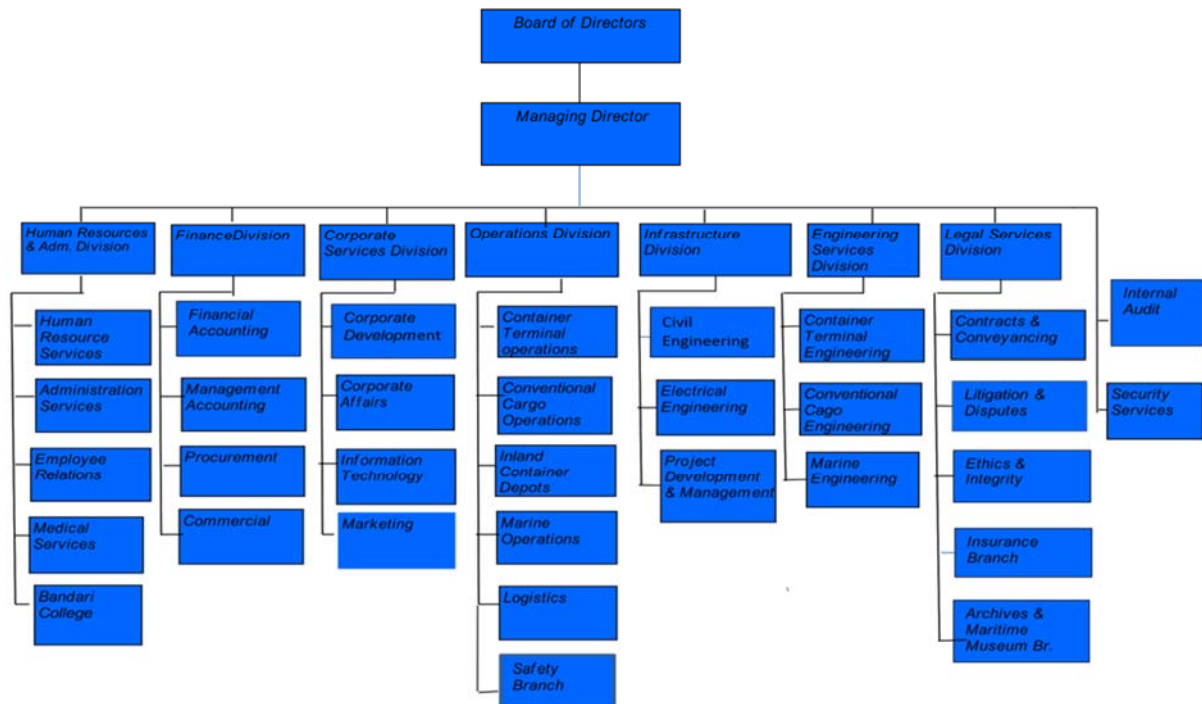 Board of Directors
Managing Director
Human Resources
& Adm. Division
FinanceDivision
Corporate
Services Division
Operations Division
Infrastructure
Division
Engineering
Services
Division
Legal Services
Division
Internal
Audit
Security
Services
Human
Resource
Services
Administration
Services
Employee
Relations
Medical
Services
Bandari
College
Financial
Accounting
Management
Accounting
Procurement
Commercial
Corporate
Development
Corporate
Affairs
Information
Technology
Marketing
Container
Terminal
operations
Conventional
Cargo
Operations
Inland
Container
Depots
Marine
Operations
Logistics
Safety
Branch
Civil
Engineering
Electrical
Engineering
Project
Development
& Management
Container
Terminal
Engineering
Conventional
Cago
Engineering
Marine
Engineering
Contracts &
Conveyancing
Litigation &
Disputes
Ethics &
Integrity
Insurance
Branch
Archives &
Maritime
Museum Br.